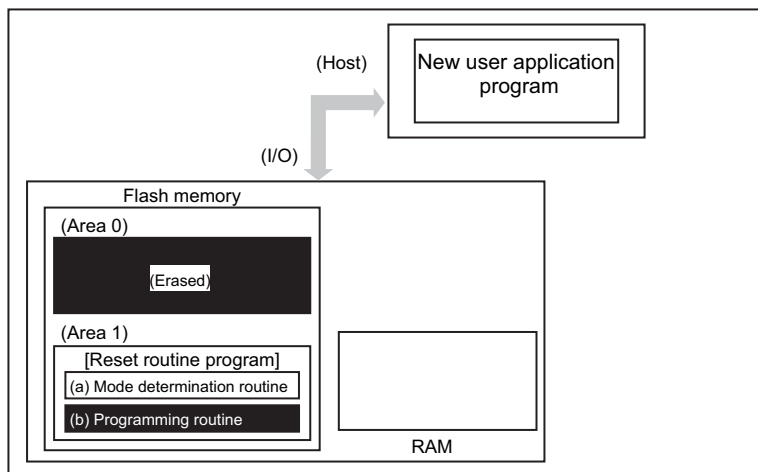 (Host)
New user application
program
(I/O)
Flash memory
(Area 0)
(Erased)
(Area 1)
[Reset routine program]
(a) Mode determination routine
(b) Programming routine
RAM